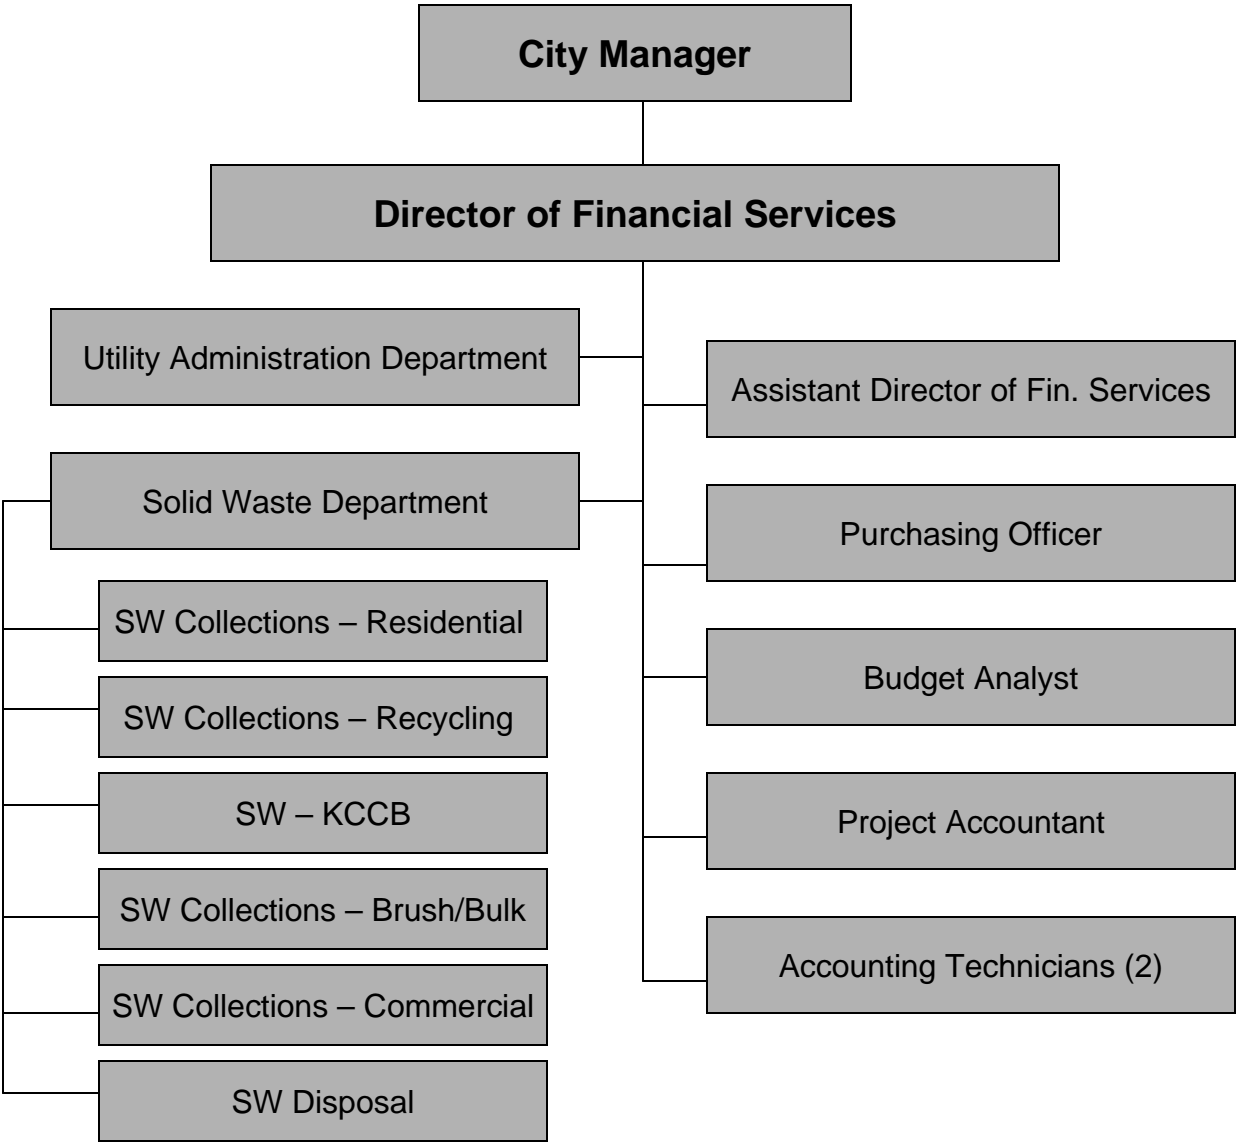 City Manager
Director of Financial Services
Utility Administration Department
Solid Waste Department
SW Collections – Residential
SW Collections – Recycling
SW – KCCB
SW Collections – Brush/Bulk
SW Collections – Commercial
SW Disposal
Assistant Director of Fin. Services
Purchasing Officer
Budget Analyst
Project Accountant
Accounting Technicians (2)